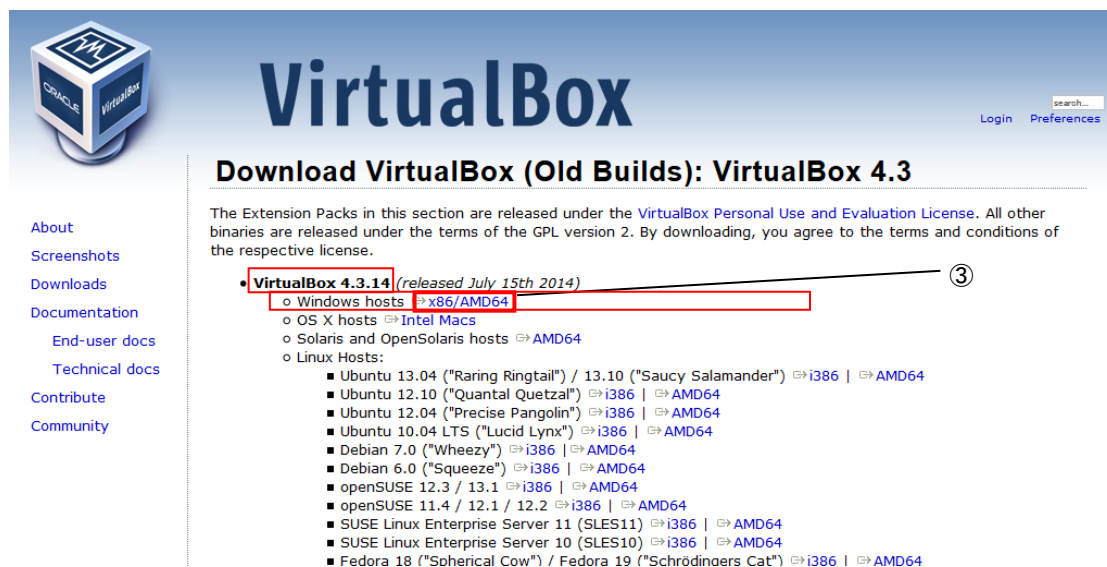 ORACLE
VirtualBox
VirtualBox
search...
Login Preferences
Download VirtualBox (Old Builds): VirtualBox 4.3
The Extension Packs in this section are released under the VirtualBox Personal Use and Evaluation License. All other
binaries are released under the terms of the GPL version 2. By downloading, you agree to the terms and conditions of
the respective license.
About
Screenshots
Downloads
Documentation
End-user docs
Technical docs
Contribute
Community
VirtualBox 4.3.14 (released July 15th 2014)
③
Windows hosts x86/AMD64
OS X hosts Intel Macs
Solaris and OpenSolaris hosts AMD64
Linux Hosts:
Ubuntu 13.04 ("Raring Ringtail") / 13.10 ("Saucy Salamander") i386 | AMD64
Ubuntu 12.10 ("Quantal Quetzal") i386 | AMD64
Ubuntu 12.04 ("Precise Pangolin") i386 | AMD64
Ubuntu 10.04 LTS ("Lucid Lynx") i386 | AMD64
Debian 7.0 ("Wheezy") i386 | AMD64
Debian 6.0 ("Squeeze") i386 | AMD64
openSUSE 12.3 / 13.1 i386 | AMD64
openSUSE 11.4 / 12.1 / 12.2 i386 | AMD64
SUSE Linux Enterprise Server 11 (SLES11) i386 | AMD64
SUSE Linux Enterprise Server 10 (SLES10) i386 | AMD64
Fedora 18 ("Spherical Cow") / Fedora 19 ("Schrödingers Cat") i386 | AMD64